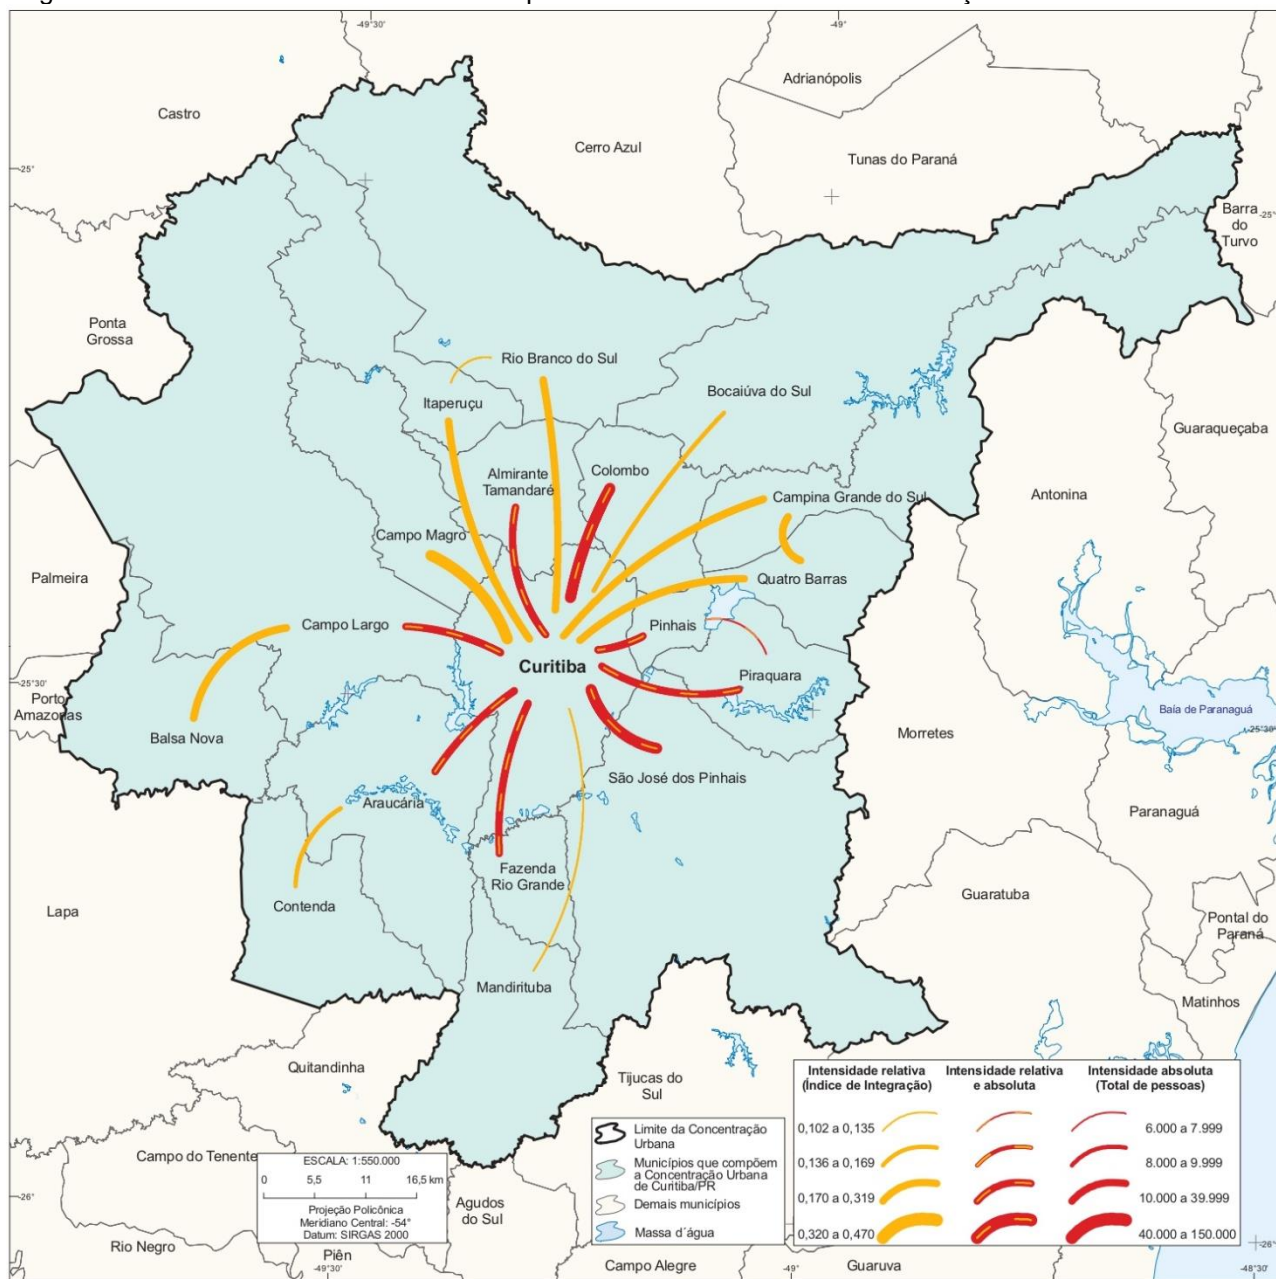 -49°30'
-49°
Adrianópolis
Castro
Cerro Azul
Tunas do Paraná
-25°
Barra
do
Turvo
-25°
Ponta
Grossa
Rio Branco do Sul
Bocaiúva do Sul
Itaperuçu
Guaraqueçaba
Almirante
Tamandaré
Colombo
Antonina
Campina Grande do Sul
Campo Magro
Palmeira
Quatro Barras
Campo Largo
Pinhais
Curitiba
Piraquara
-25°30'
Porto
Amazonas
Baía de Paranaguá
Balsa Nova
Morretes
-25°30'
São José dos Pinhais
Araucária
Paranaguá
Fazenda
Rio Grande
Guaratuba
Contenda
Lapa
Pontal do
Paraná
Mandirituba
Matinhos
Quitandinha
Tijucas do
Sul
Campo do Tenente
ESCALA: 1:550.000
0 5,5 11 16,5 km
Projeção Policônica
Meridiano Central: -54°
Datum: SIRGAS 2000
Limite da Concentração
Urbana
Municípios que compõem
a Concentração Urbana
de Curitiba/PR
Demais municípios
Massa d´água
Intensidade relativa
(Índice de Integração)
Intensidade relativa
e absoluta
Intensidade absoluta
(Total de pessoas)
0,102 a 0,135
6.000 a 7.999
0,136 a 0,169
8.000 a 9.999
0,170 a 0,319
10.000 a 39.999
0,320 a 0,470
40.000 a 150.000
-26°
Agudos
do Sul
Rio Negro
Piên
Campo Alegre
Guaruva
-26°
-49°30'
-49°
-48°30'